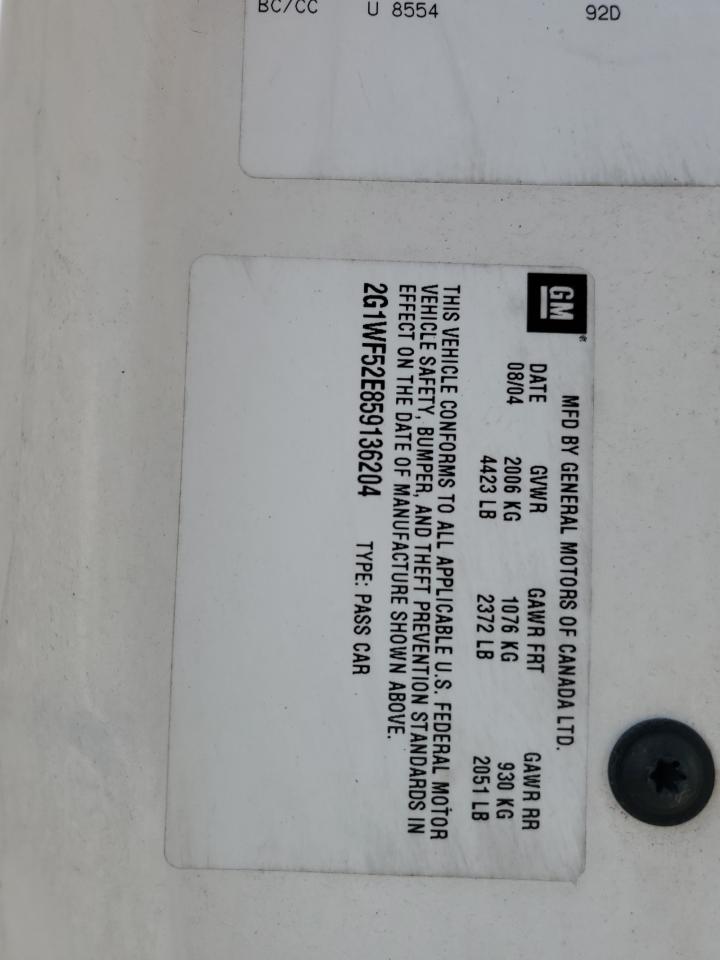 BC/CC U 8554 92D
GM
MFD BY GENERAL MOTORS OF CANADA LTD.
DATE GVWR GAWR FRT GAWR RR
08/04 2006 KG 1076 KG 930 KG
4423 LB 2372 LB 2051 LB
THIS VEHICLE CONFORMS TO ALL APPLICABLE U.S. FEDERAL MOTOR
VEHICLE SAFETY, BUMPER, AND THEFT PREVENTION STANDARDS IN
EFFECT ON THE DATE OF MANUFACTURE SHOWN ABOVE.
2G1WF52E859136204 TYPE: PASS CAR